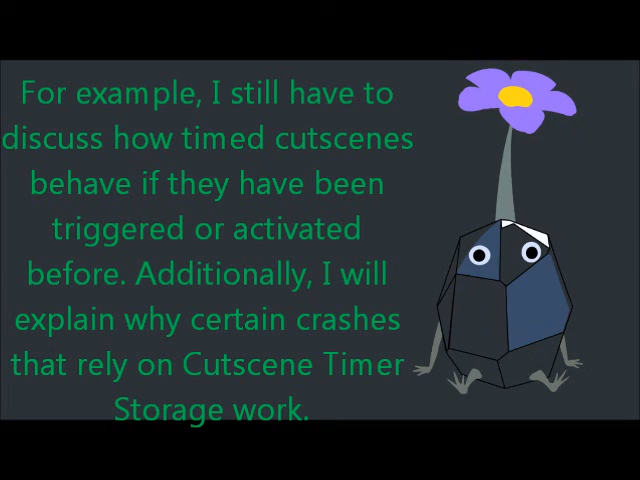 For example, I still have to
discuss how timed cutscenes
behave if they have been
triggered or activated
before. Additionally, I will
explain why certain crashes
that rely on Cutscene Timer
Storage work.